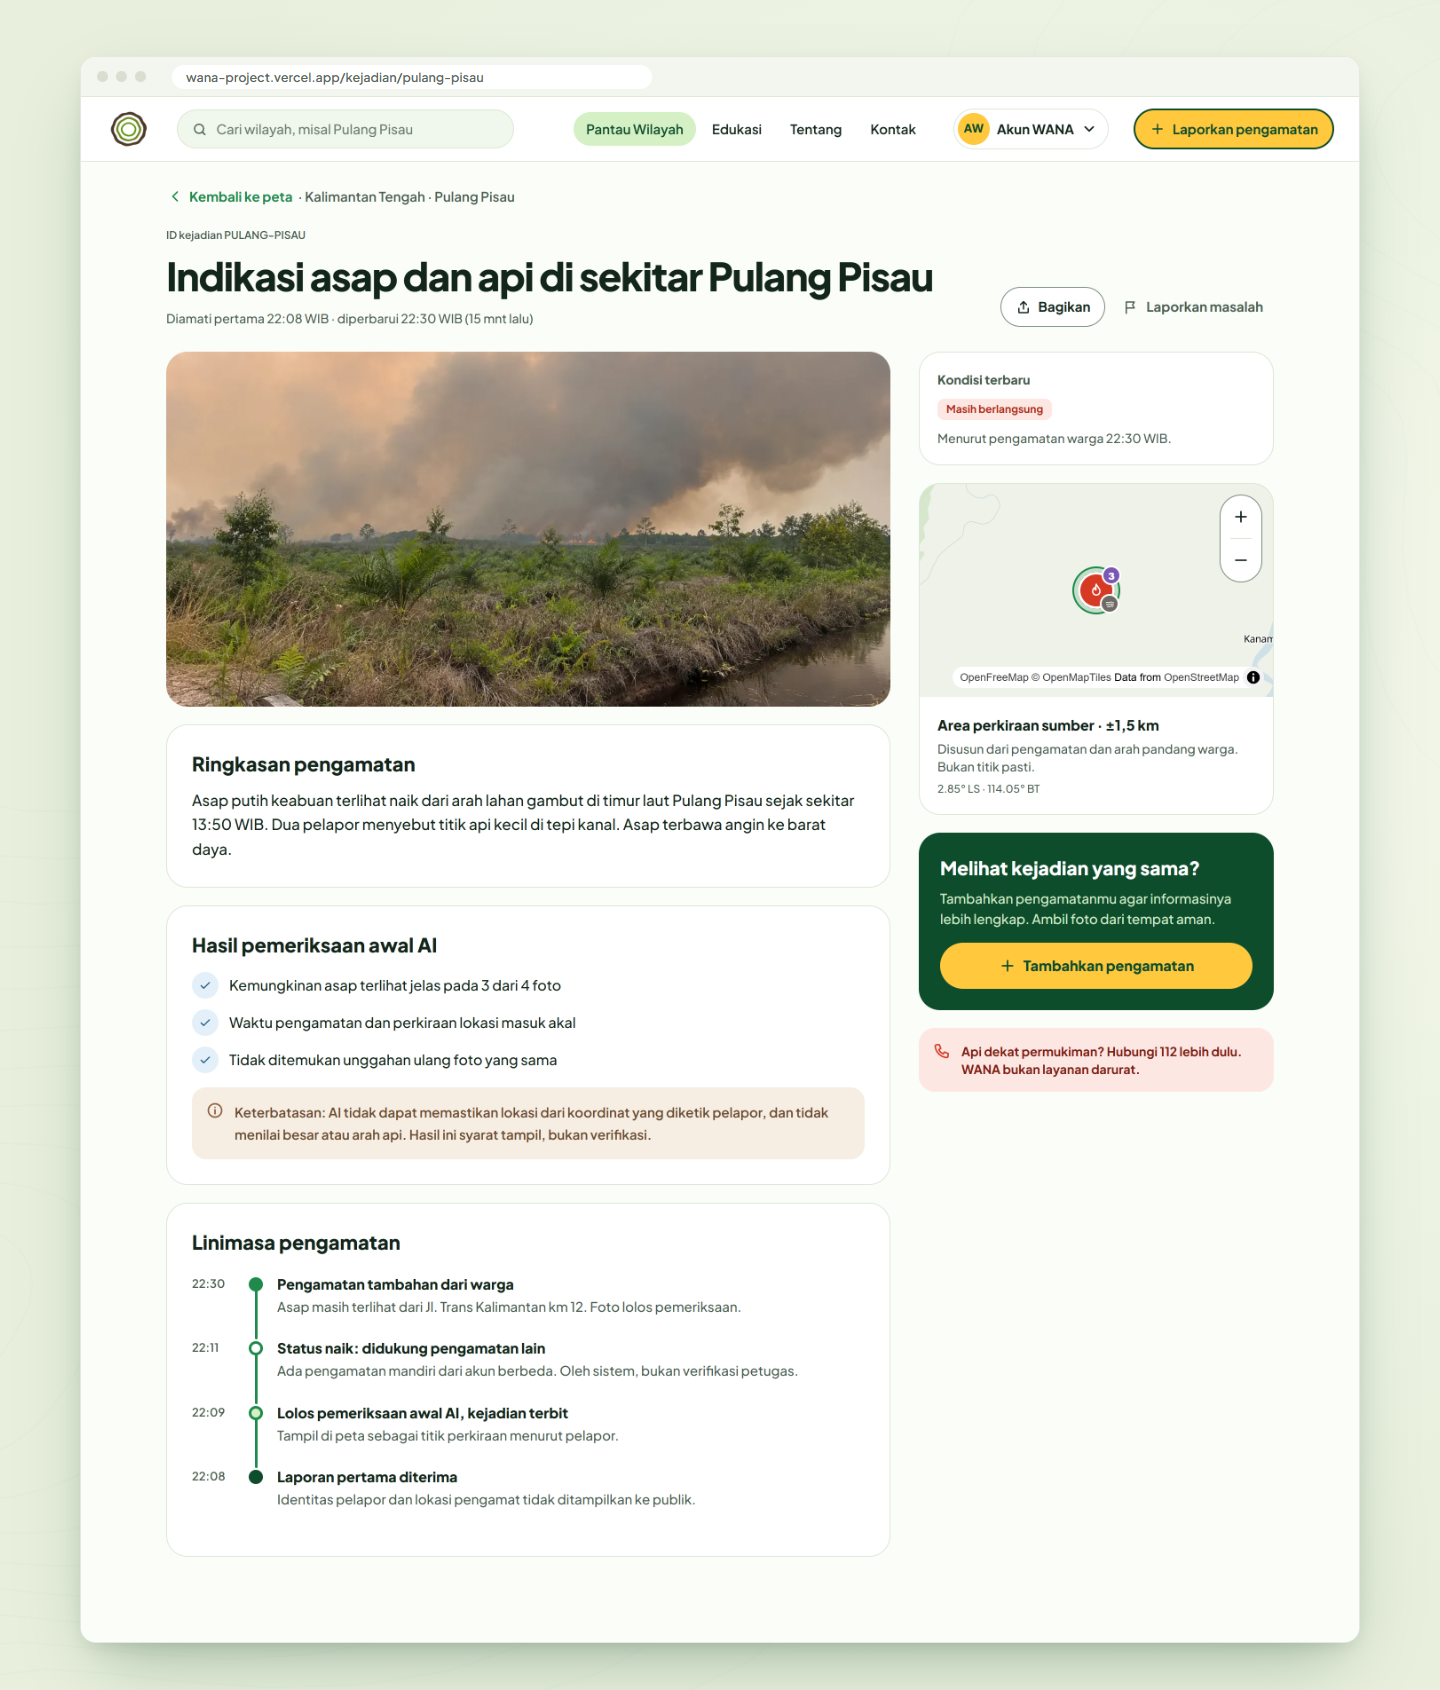 wana-project.vercel.app/kejadian/pulang-pisau
Cari wilayah, misal Pulang Pisau
Pantau Wilayah
Edukasi
Tentang
Kontak
AW
Akun WANA
Laporkan pengamatan
Kembali ke peta · Kalimantan Tengah · Pulang Pisau
ID kejadian PULANG-PISAU
Indikasi asap dan api di sekitar Pulang Pisau
Diamati pertama 22:08 WIB · diperbarui 22:30 WIB (15 mnt lalu)
Bagikan
Laporkan masalah
Ringkasan pengamatan
Asap putih keabuan terlihat naik dari arah lahan gambut di timur laut Pulang Pisau sejak sekitar
13:50 WIB. Dua pelapor menyebut titik api kecil di tepi kanal. Asap terbawa angin ke barat
daya.
Hasil pemeriksaan awal AI
Kemungkinan asap terlihat jelas pada 3 dari 4 foto
Waktu pengamatan dan perkiraan lokasi masuk akal
Tidak ditemukan unggahan ulang foto yang sama
Keterbatasan: AI tidak dapat memastikan lokasi dari koordinat yang diketik pelapor, dan tidak
menilai besar atau arah api. Hasil ini syarat tampil, bukan verifikasi.
Linimasa pengamatan
22:30
Pengamatan tambahan dari warga
Asap masih terlihat dari Jl. Trans Kalimantan km 12. Foto lolos pemeriksaan.
22:11
Status naik: didukung pengamatan lain
Ada pengamatan mandiri dari akun berbeda. Oleh sistem, bukan verifikasi petugas.
22:09
Lolos pemeriksaan awal AI, kejadian terbit
Tampil di peta sebagai titik perkiraan menurut pelapor.
22:08
Laporan pertama diterima
Identitas pelapor dan lokasi pengamat tidak ditampilkan ke publik.
Kondisi terbaru
Masih berlangsung
Menurut pengamatan warga 22:30 WIB.
3
Kanam
OpenFreeMap © OpenMapTiles Data from OpenStreetMap
Area perkiraan sumber · ±1,5 km
Disusun dari pengamatan dan arah pandang warga.
Bukan titik pasti.
2.85° LS · 114.05° BT
Melihat kejadian yang sama?
Tambahkan pengamatanmu agar informasinya
lebih lengkap. Ambil foto dari tempat aman.
Tambahkan pengamatan
Api dekat permukiman? Hubungi 112 lebih dulu.
WANA bukan layanan darurat.